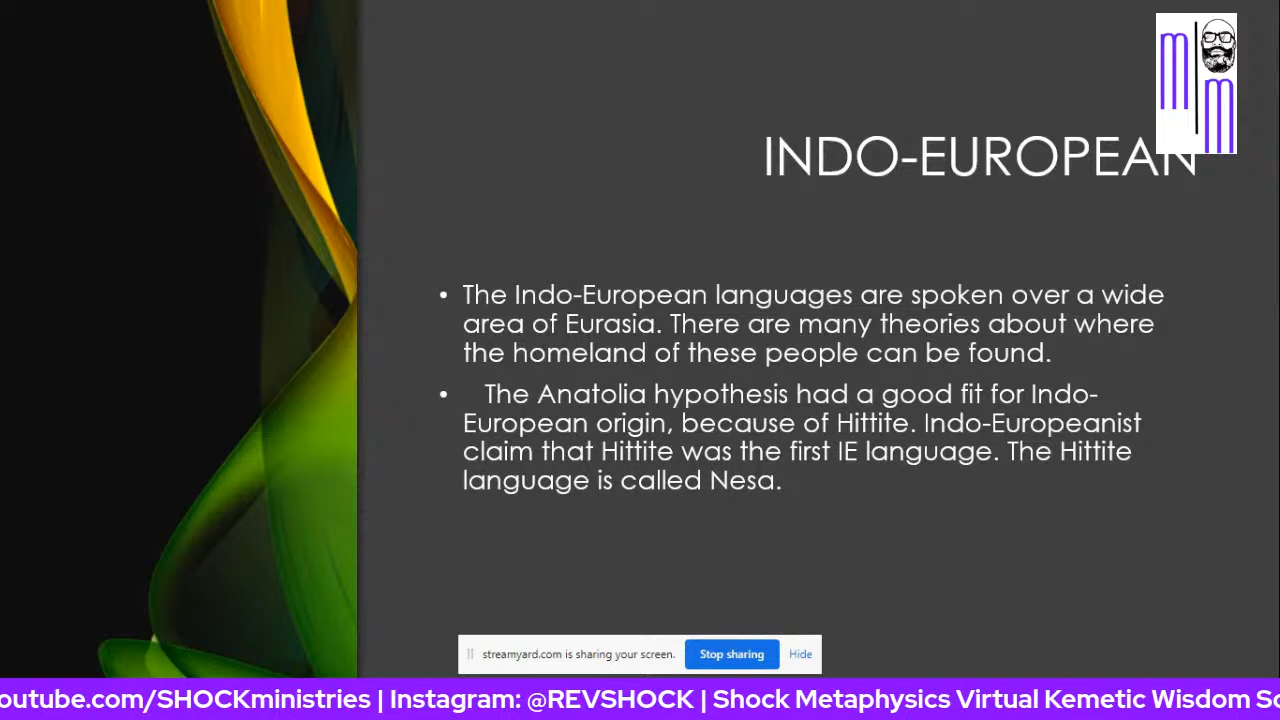 INDO-EUROPEAN
• The Indo-European languages are spoken over a wide
area of Eurasia. There are many theories about where
the homeland of these people can be found.
• The Anatolia hypothesis had a good fit for Indo-
European origin, because of Hittite. Indo-Europeanist
claim that Hittite was the first IE language. The Hittite
language is called Nesa.
streamyard.com is sharing your screen. Stop sharing Hide
outube.com/SHOCKministries | Instagram: @REVSHOCK | Shock Metaphysics Virtual Kemetic Wisdom Sc